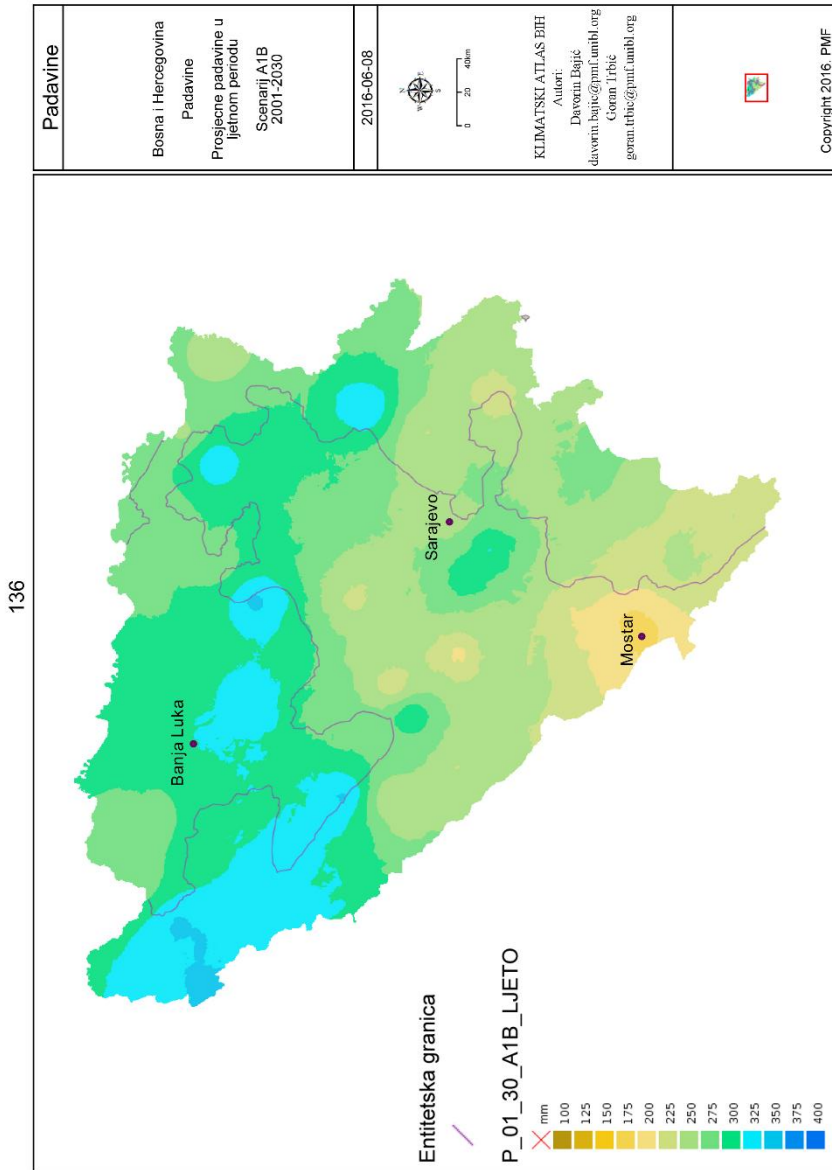 136
Padavine
Bosna i Hercegovina
Padavine
Prosjecne padavine u
ljetnom periodu
Scenarij A1B
2001-2030
2016-06-08
N
W E
S
0 20 40km
KLIMATSKI ATLAS BIH
Autori:
Davorin Bajić
davorin.bajic@pmf.unibl.org
Goran Trbić
goran.trbic@pmf.unibl.org
Copyright 2016. PMF
Banja Luka
Sarajevo
Mostar
Entitetska granica
P_01_30_A1B_LJETO
mm
100
125
150
175
200
225
250
275
300
325
350
375
400